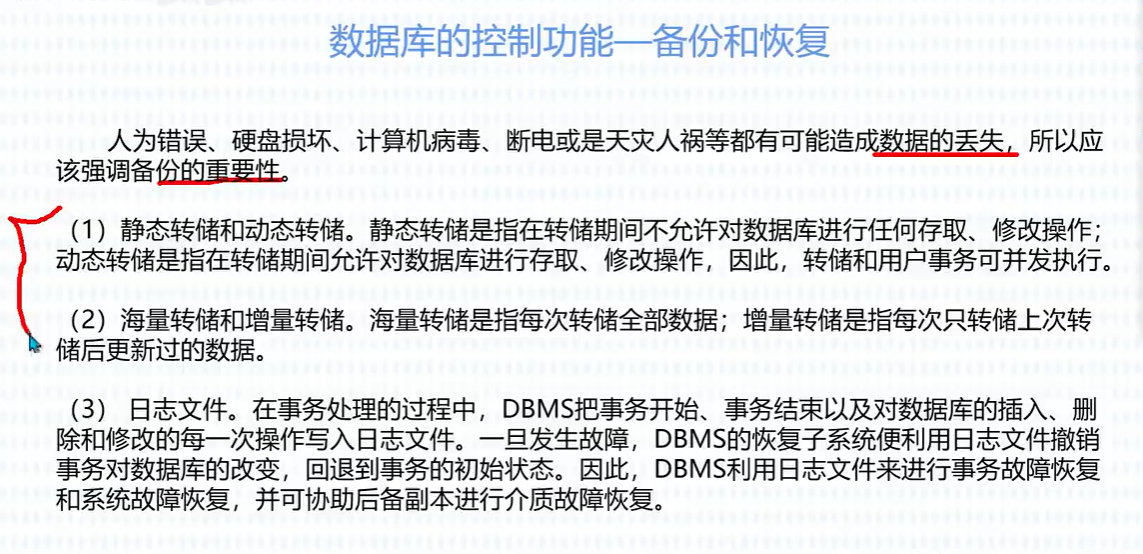 数据库的控制功能—备份和恢复
人为错误、硬盘损坏、计算机病毒、断电或是天灾人祸等都有可能造成数据的丢失，所以应
该强调备份的重要性。
（1）静态转储和动态转储。静态转储是指在转储期间不允许对数据库进行任何存取、修改操作；
动态转储是指在转储期间允许对数据库进行存取、修改操作，因此，转储和用户事务可并发执行。
（2）海量转储和增量转储。海量转储是指每次转储全部数据；增量转储是指每次只转储上次转
储后更新过的数据。
（3） 日志文件。在事务处理的过程中，DBMS把事务开始、事务结束以及对数据库的插入、删
除和修改的每一次操作写入日志文件。一旦发生故障，DBMS的恢复子系统便利用日志文件撤销
事务对数据库的改变，回退到事务的初始状态。因此，DBMS利用日志文件来进行事务故障恢复
和系统故障恢复，并可协助后备副本进行介质故障恢复。